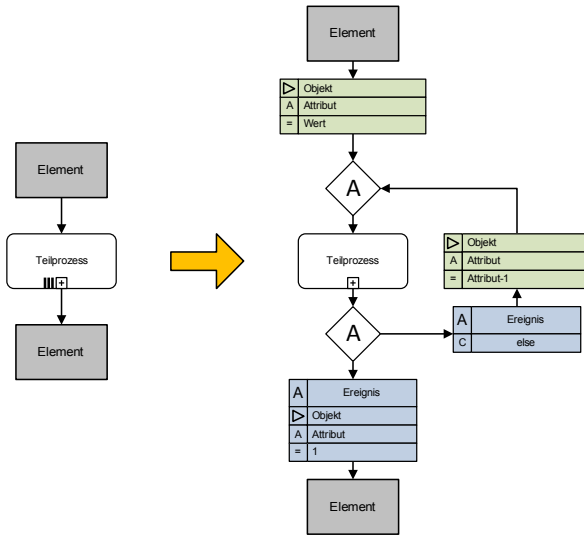 Element
Teilprozess
+
Element
Element
Objekt
A Attribut
= Wert
A
Teilprozess
+
A
Objekt
A Attribut
= Attribut-1
A Ereignis
C else
A Ereignis
Objekt
A Attribut
= 1
Element